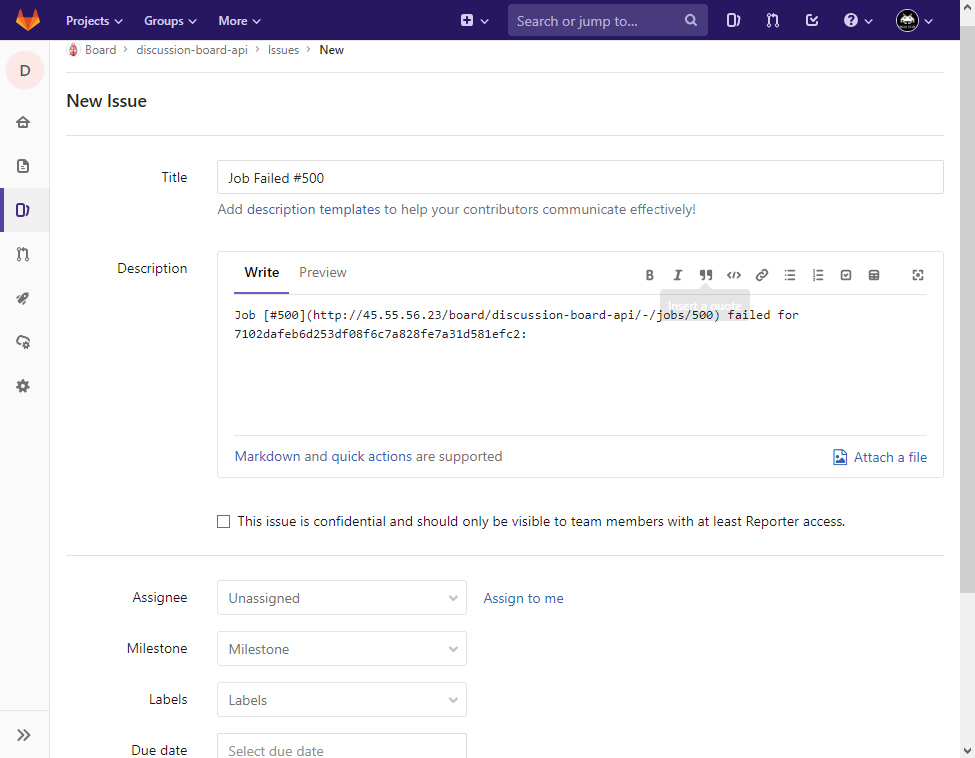 Projects Groups More Search or jump to...
Board discussion-board-api Issues New
D
New Issue
Title Job Failed #500
Add description templates to help your contributors communicate effectively!
Description Write Preview
Insert a quote
Job [#500](http://45.55.56.23/board/discussion-board-api/-/jobs/500) failed for
7102dafeb6d253df08f6c7a828fe7a31d581efc2:
Markdown and quick actions are supported Attach a file
This issue is confidential and should only be visible to team members with at least Reporter access.
Assignee Unassigned Assign to me
Milestone Milestone
Labels Labels
Due date Select due date